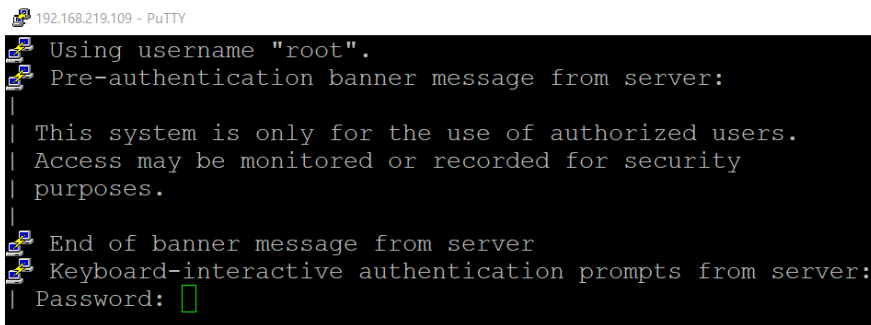 192.168.219.109 - PuTTY
Using username "root".
Pre-authentication banner message from server:
|
| This system is only for the use of authorized users.
| Access may be monitored or recorded for security
| purposes.
|
End of banner message from server
Keyboard-interactive authentication prompts from server:
| Password: